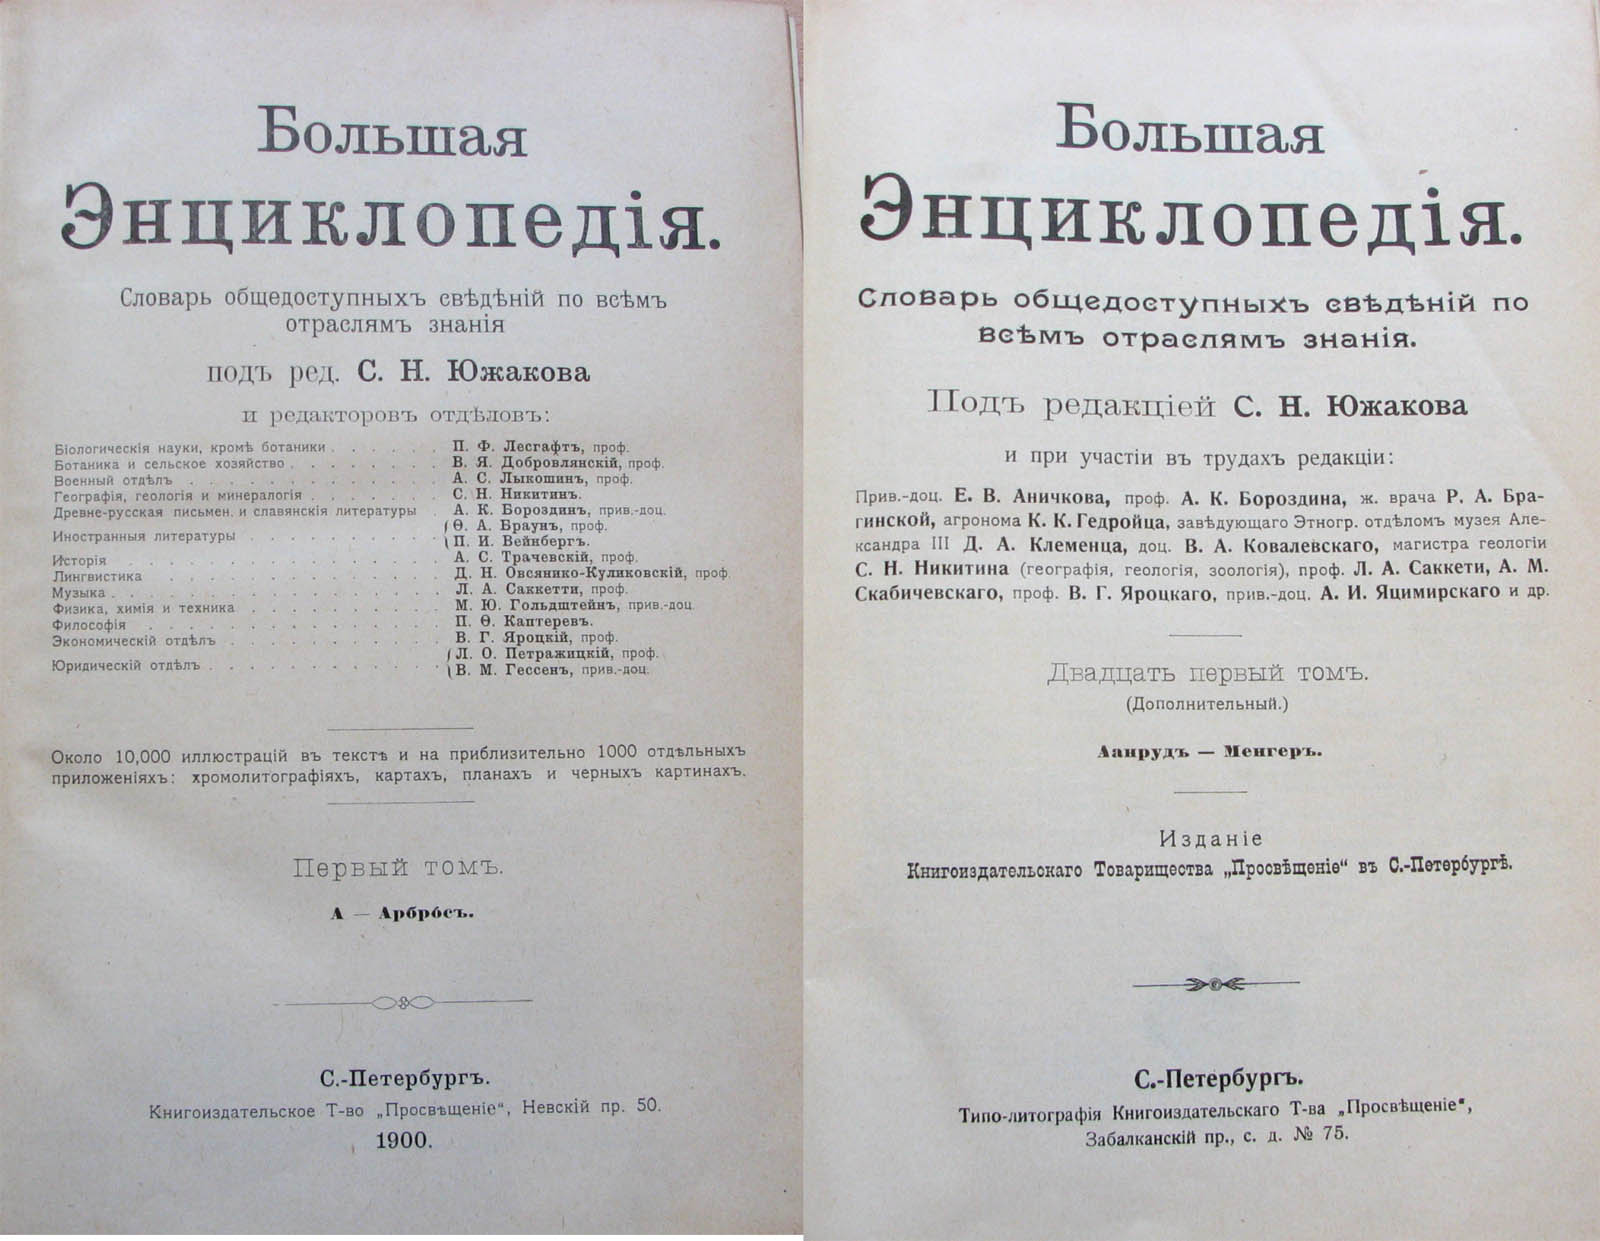 Большая
Энциклопедія.
Словарь общедоступныхъ свѣдѣній по всѣмъ
отраслямъ знанія
подъ ред. С. Н. Южакова
и редакторовъ отдѣловъ:
Біологическія науки, кромѣ ботаники . . . . . . П. Ф. Лесгафтъ, проф.
Ботаника и сельское хозяйство . . . . . . . . В. Я. Добровлянскій, проф.
Военный отдѣлъ . . . . . . . . . . . . . А. С. Лыкошинъ, проф.
Географія, геологія и минералогія . . . . . . . С. Н. Никитинъ.
Древне-русская письмен. и славянскія литературы . А. К. Бороздинъ, прив.-доц.
Ѳ. А. Браунъ, проф.
Иностранныя литературы . . . . . . . . . .
П. И. Вейнбергъ.
Исторія . . . . . . . . . . . . . . . . А. С. Трачевскій, проф.
Лингвистика . . . . . . . . . . . . . . Д. Н. Овсянико-Куликовскій, проф.
Музыка . . . . . . . . . . . . . . . . . Л. А. Саккетти, проф.
Физика, химія и техника . . . . . . . . . . М. Ю. Гольдштейнъ, прив.-доц.
Философія . . . . . . . . . . . . . . . П. Ѳ. Каптеревъ.
Экономическій отдѣлъ . . . . . . . . . . . В. Г. Яроцкій, проф.
Л. О. Петражицкій, проф.
Юридическій отдѣлъ . . . . . . . . . . . .
В. М. Гессенъ, прив.-доц.
Около 10,000 иллюстрацій въ текстѣ и на приблизительно 1000 отдѣльныхъ
приложеніяхъ: хромолитографіяхъ, картахъ, планахъ и черныхъ картинахъ.
Первый томъ.
А — Арбросъ.
С.-Петербургъ.
Книгоиздательское Т-во „Просвѣщеніе“, Невскій пр. 50.
1900.
Большая
Энциклопедія.
Словарь общедоступныхъ свѣдѣній по
всѣмъ отраслямъ знанія.
Подъ редакціей С. Н. Южакова
и при участіи въ трудахъ редакціи:
Прив.-доц. Е. В. Аничкова, проф. А. К. Бороздина, ж. врача Р. А. Бра-
гинской, агронома К. К. Гедройца, завѣдующаго Этногр. отдѣломъ музея Але-
ксандра III Д. А. Клеменца, доц. В. А. Ковалевскаго, магистра геологіи
С. Н. Никитина (географія, геологія, зоологія), проф. Л. А. Саккети, А. М.
Скабичевскаго, проф. В. Г. Яроцкаго, прив.-доц. А. И. Яцимирскаго и др.
Двадцать первый томъ.
(Дополнительный.)
Аанрудъ — Менгеръ.
Изданіе
Книгоиздательскаго Товарищества „Просвѣщеніе“ въ С.-Петербургѣ.
С.-Петербургъ.
Типо-литографія Книгоиздательскаго Т-ва „Просвѣщеніе“,
Забалканскій пр., с. д. № 75.